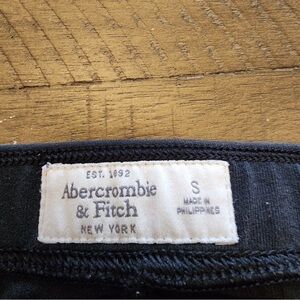 EST. 1892
Abercrombie
& Fitch
NEW YORK
S
MADE IN
PHILIPPINES